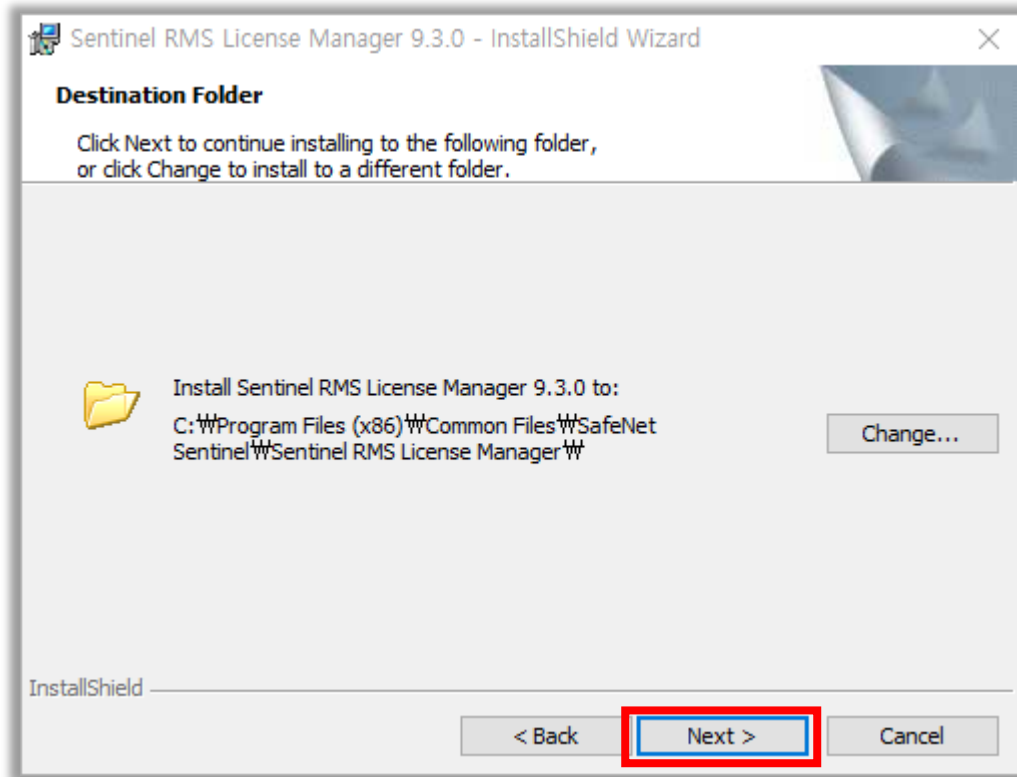 Sentinel RMS License Manager 9.3.0 - InstallShield Wizard
Destination Folder
Click Next to continue installing to the following folder,
or click Change to install to a different folder.
Install Sentinel RMS License Manager 9.3.0 to:
C:₩Program Files (x86)₩Common Files₩SafeNet
Sentinel₩Sentinel RMS License Manager₩
Change...
InstallShield
< Back
Next >
Cancel